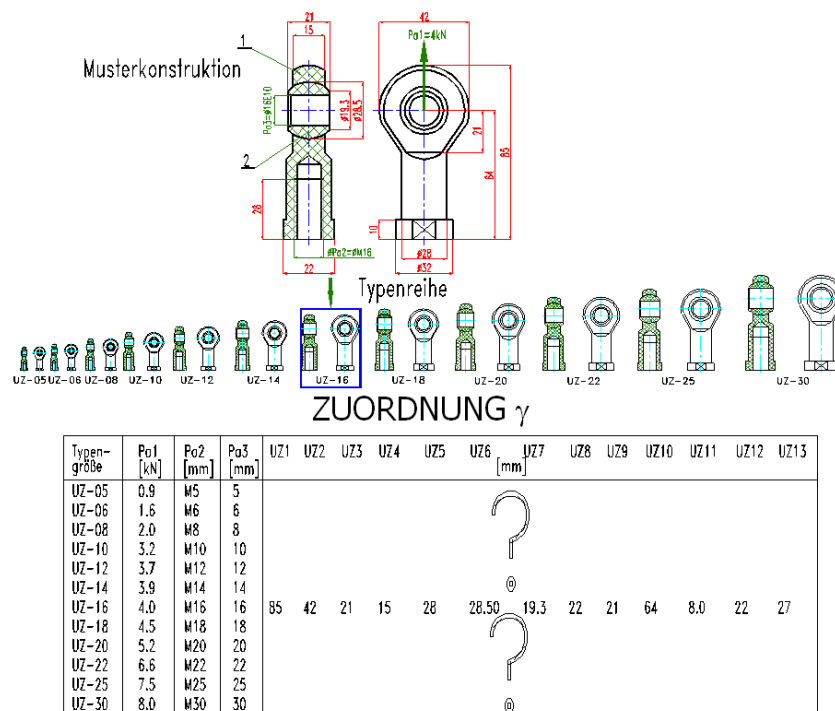 21
15
1
Musterkonstruktion
Pa3=ø16E10
ø19.3
ø28.5
2
28
22
øPa2=øM16
42
Pa1=4kN
21
64
85
10
ø28
ø32
Typenreihe
UZ-05 UZ-06 UZ-08 UZ-10 UZ-12 UZ-14 UZ-16 UZ-18 UZ-20 UZ-22 UZ-25 UZ-30
ZUORDNUNG γ
Typen- Pa1 Pa2 Pa3 UZ1 UZ2 UZ3 UZ4 UZ5 UZ6 UZ7 UZ8 UZ9 UZ10 UZ11 UZ12 UZ13
größe [kN] [mm] [mm] [mm]
UZ-05 0.9 M5 5
UZ-06 1.6 M6 6
UZ-08 2.0 M8 8
UZ-10 3.2 M10 10
UZ-12 3.7 M12 12
UZ-14 3.9 M14 14
UZ-16 4.0 M16 16 85 42 21 15 28 28.50 19.3 22 21 64 8.0 22 27
UZ-18 4.5 M18 18
UZ-20 5.2 M20 20
UZ-22 6.6 M22 22
UZ-25 7.5 M25 25
UZ-30 8.0 M30 30
? 
?